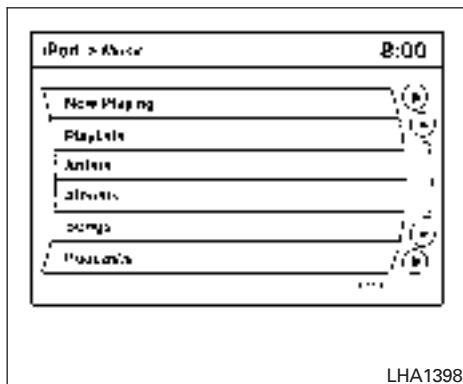 iPod > Music 8:00
Now Playing
Playlists
Artists
Albums
Songs
Podcasts
LHA1398